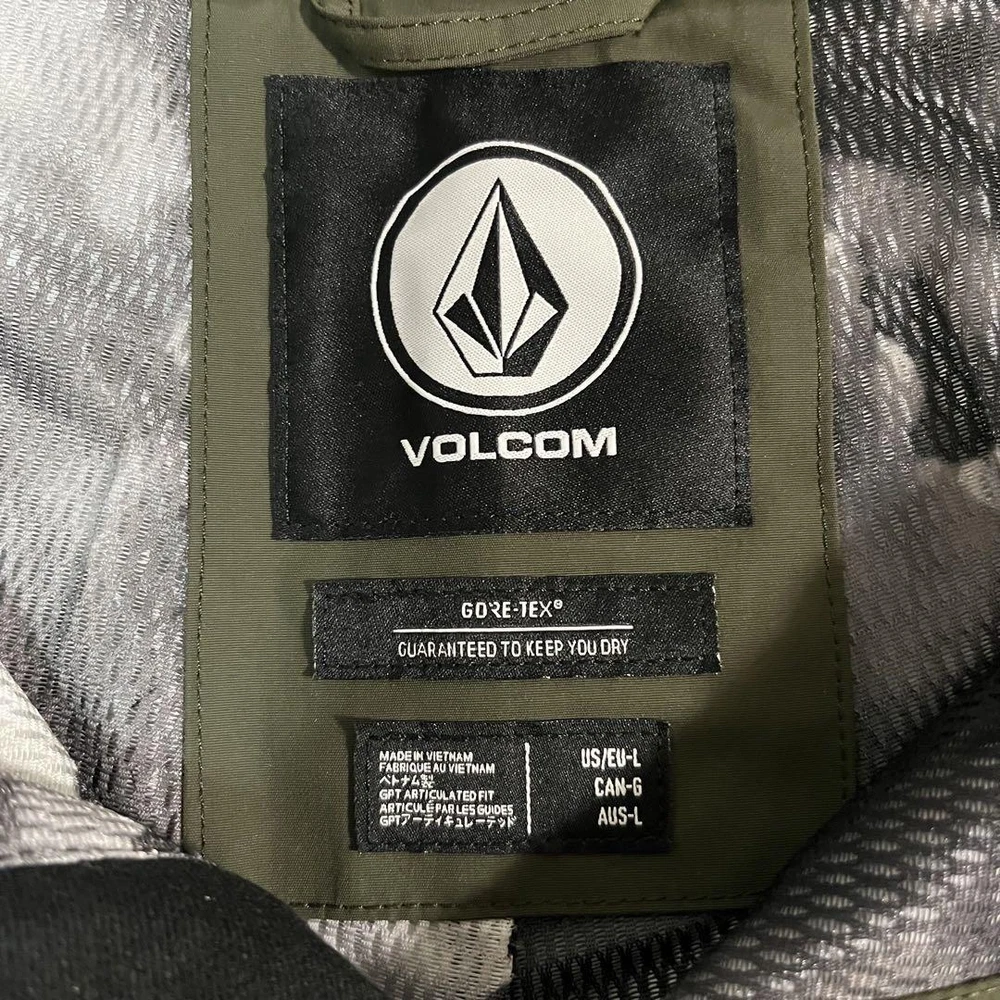 VOLCOM
GORE-TEX®
GUARANTEED TO KEEP YOU DRY
MADE IN VIETNAM
FABRIQUE AU VIETNAM
ベトナム製
GPT ARTICULATED FIT
ARTICULÉ PAR LES GUIDES
GPTアーティキュレーテッド
US/EU-L
CAN-G
AUS-L